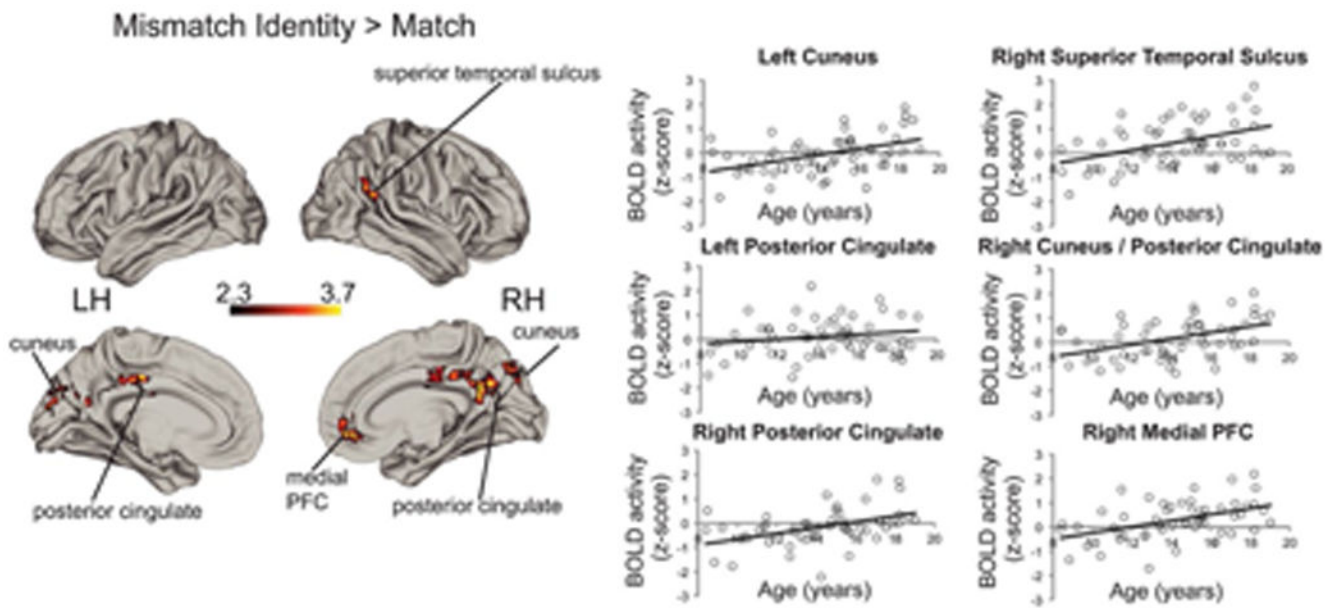 Mismatch Identity > Match
superior temporal sulcus
LH
2.3
3.7
RH
cuneus
cuneus
posterior cingulate
medial
PFC
posterior cingulate
Left Cuneus
BOLD activity
(z-score)
Age (years)
Right Superior Temporal Sulcus
BOLD activity
(z-score)
Age (years)
Left Posterior Cingulate
BOLD activity
(z-score)
Age (years)
Right Cuneus / Posterior Cingulate
BOLD activity
(z-score)
Age (years)
Right Posterior Cingulate
BOLD activity
(z-score)
Age (years)
Right Medial PFC
BOLD activity
(z-score)
Age (years)